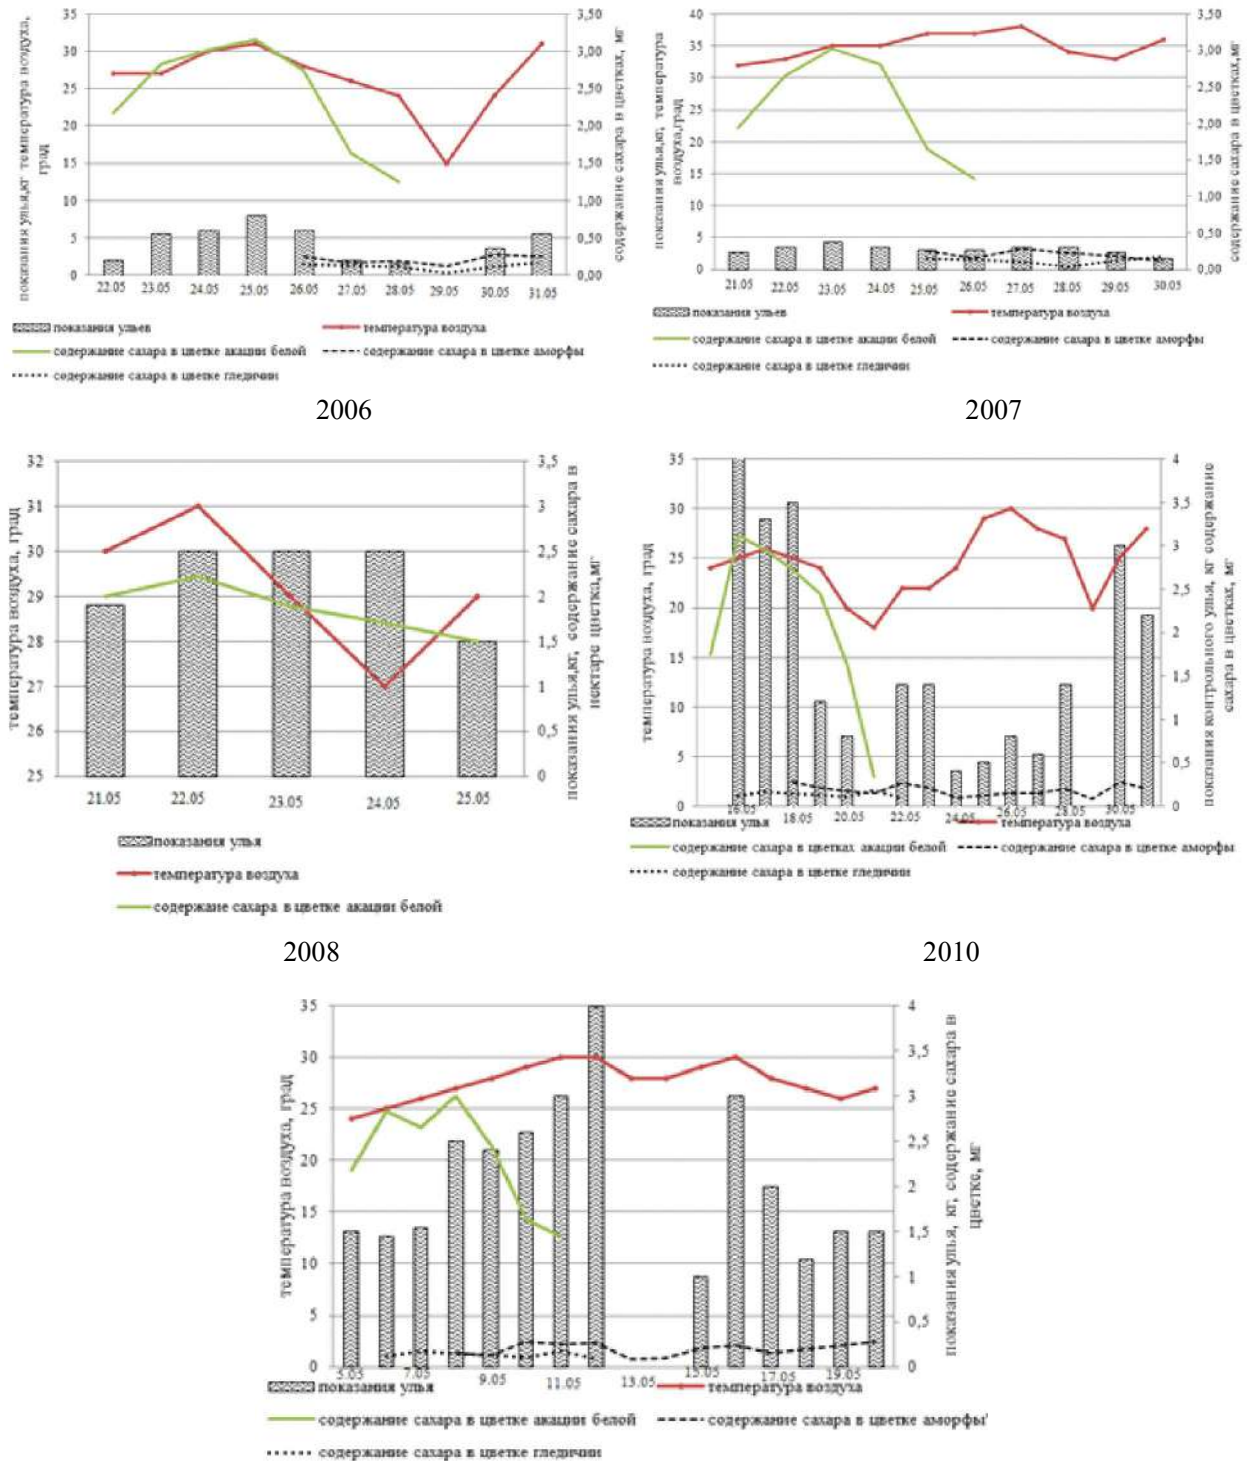 показания улья,кг температура воздуха, град
35
30
25
20
15
10
5
0
3,50
3,00
2,50
2,00
1,50
1,00
0,50
0,00
содержание сахара в цветках, мг
22.05 23.05 24.05 25.05 26.05 27.05 28.05 29.05 30.05 31.05
показания ульев температура воздуха
содержание сахара в цветке акации белой содержание сахара в цветке аморфы
содержание сахара в цветке гледичии
2006
показания улья,кг, температура воздуха,град
40
35
30
25
20
15
10
5
0
3,50
3,00
2,50
2,00
1,50
1,00
0,50
0,00
содержание сахара в цветках,мг
21.05 22.05 23.05 24.05 25.05 26.05 27.05 28.05 29.05 30.05
показания ульев температура воздуха
содержание сахара в цветке акации белой содержание сахара в цветке аморфы
содержание сахара в цветке гледичии
2007
температура воздуха, град
32
31
30
29
28
27
26
25
3,5
3
2,5
2
1,5
1
0,5
0
показания улья,кг, содержание сахара в нектаре цветка,мг
21.05 22.05 23.05 24.05 25.05
показания улья
температура воздуха
содержаие сахара в цветке акации белой
2008
температура воздуха, град
35
30
25
20
15
10
5
0
4
3,5
3
2,5
2
1,5
1
0,5
0
показания контрольного улья, кг содержание сахара в цветках, мг
16.05 18.05 20.05 22.05 24.05 26.05 28.05 30.05
показания улья температура воздуха
содержание сахара в цветках акации белой содержание сахара в цветке аморфы
содержание сахара в цветке гледичии
2010
температура воздуха, град
35
30
25
20
15
10
5
0
4
3,5
3
2,5
2
1,5
1
0,5
0
показания улья, кг, содержание сахара в цветке, мг
5.05 7.05 9.05 11.05 13.05 15.05 17.05 19.05
показания улья температура воздуха
содержание сахара в цветке акации белой содержание сахара в цветке аморфы'
содержание сахара в цветке гледичии